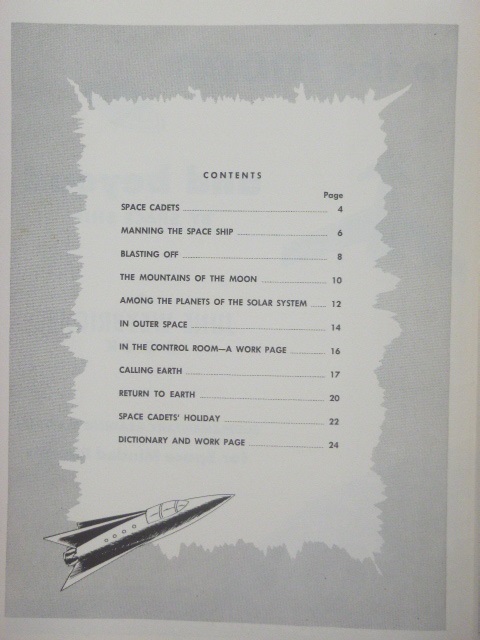 CONTENTS
Page
SPACE CADETS 4
MANNING THE SPACE SHIP 6
BLASTING OFF 8
THE MOUNTAINS OF THE MOON 10
AMONG THE PLANETS OF THE SOLAR SYSTEM 12
IN OUTER SPACE 14
IN THE CONTROL ROOM—A WORK PAGE 16
CALLING EARTH 17
RETURN TO EARTH 20
SPACE CADETS' HOLIDAY 22
DICTIONARY AND WORK PAGE 24